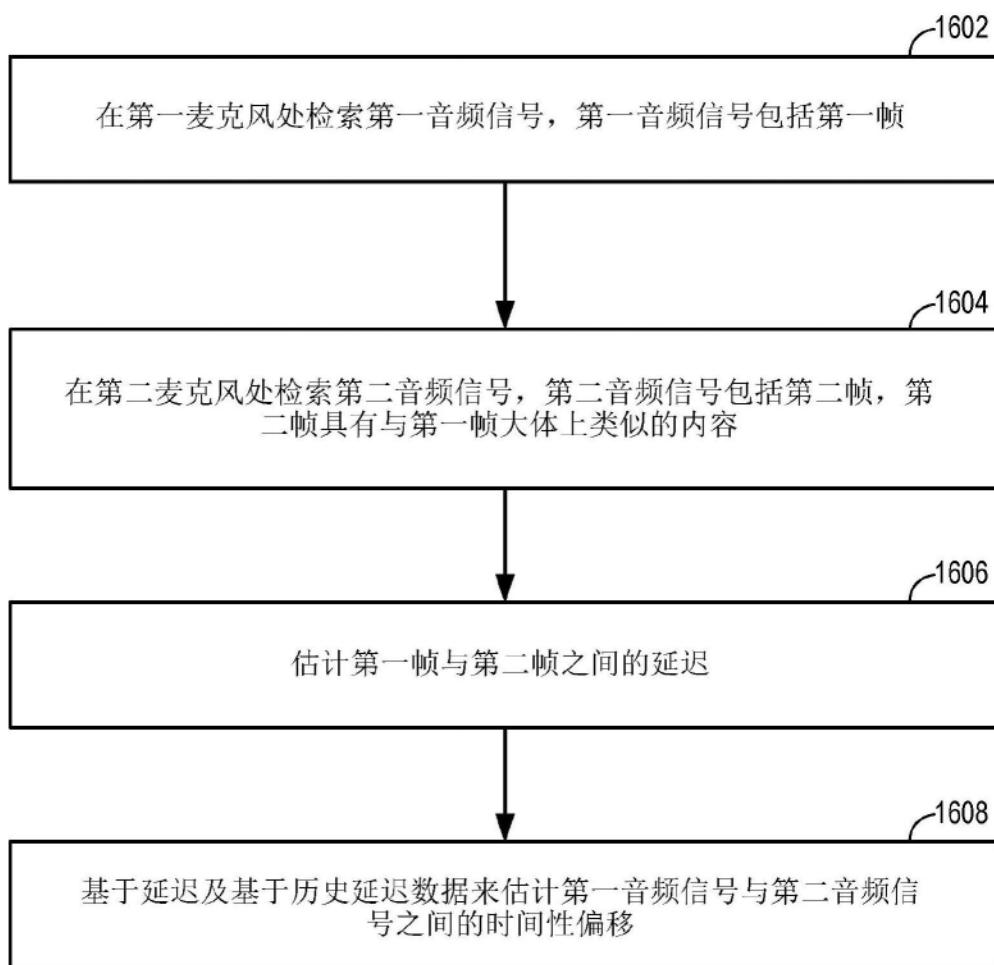 1602
在第一麦克风处检索第一音频信号，第一音频信号包括第一帧
1604
在第二麦克风处检索第二音频信号，第二音频信号包括第二帧，第
二帧具有与第一帧大体上类似的内容
1606
估计第一帧与第二帧之间的延迟
1608
基于延迟及基于历史延迟数据来估计第一音频信号与第二音频信
号之间的时间性偏移